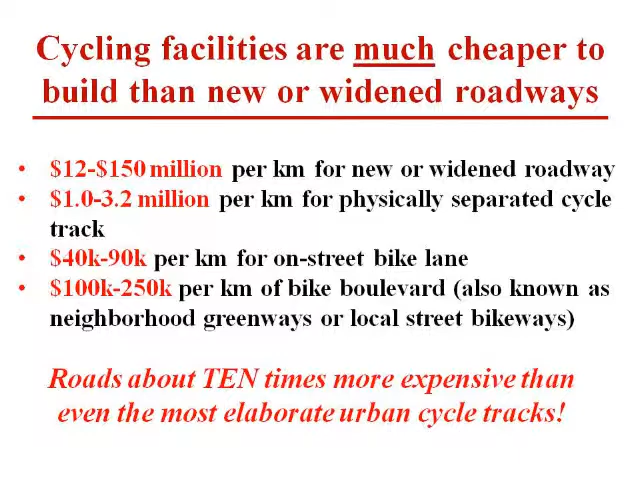 Cycling facilities are much cheaper to
build than new or widened roadways
• $12-$150 million per km for new or widened roadway
• $1.0-3.2 million per km for physically separated cycle
track
• $40k-90k per km for on-street bike lane
• $100k-250k per km of bike boulevard (also known as
neighborhood greenways or local street bikeways)
Roads about TEN times more expensive than
even the most elaborate urban cycle tracks!